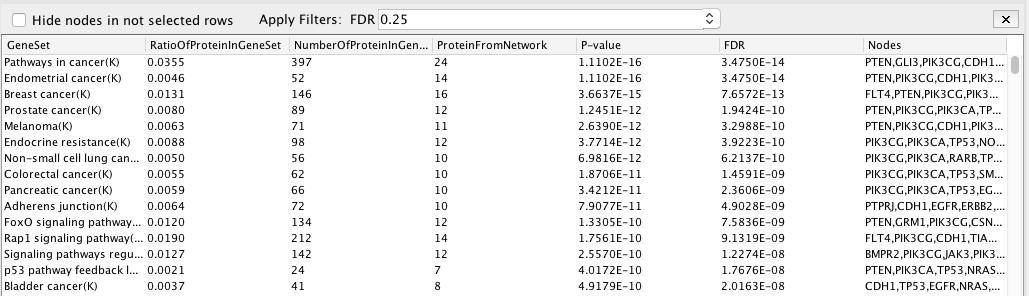 Hide nodes in not selected rows Apply Filters: FDR 0.25
GeneSet RatioOfProteinInGeneSet NumberOfProteinInGen... ProteinFromNetwork P-value FDR Nodes
Pathways in cancer(K) 0.0355 397 24 1.1102E-16 3.4750E-14 PTEN,GLI3,PIK3CG,CDH1...
Endometrial cancer(K) 0.0046 52 14 1.1102E-16 3.4750E-14 PTEN,PIK3CG,CDH1,PIK3...
Breast cancer(K) 0.0131 146 16 3.6637E-15 7.6572E-13 FLT4,PTEN,PIK3CG,PIK3...
Prostate cancer(K) 0.0080 89 12 1.2451E-12 1.9424E-10 PTEN,PIK3CG,PIK3CA,TP...
Melanoma(K) 0.0063 71 11 2.6390E-12 3.2988E-10 PTEN,PIK3CG,CDH1,PIK3...
Endocrine resistance(K) 0.0088 98 12 3.7714E-12 3.9223E-10 PIK3CG,PIK3CA,TP53,NO...
Non-small cell lung can... 0.0050 56 10 6.9816E-12 6.2137E-10 PIK3CG,PIK3CA,RARB,TP...
Colorectal cancer(K) 0.0055 62 10 1.8706E-11 1.4591E-09 PIK3CG,PIK3CA,TP53,SM...
Pancreatic cancer(K) 0.0059 66 10 3.4212E-11 2.3606E-09 PIK3CG,PIK3CA,TP53,EG...
Adherens junction(K) 0.0064 72 10 7.9077E-11 4.9028E-09 PTPRJ,CDH1,EGFR,ERBB2,...
FoxO signaling pathway... 0.0120 134 12 1.3305E-10 7.5836E-09 PTEN,GRM1,PIK3CG,CSN...
Rap1 signaling pathway(... 0.0190 212 14 1.7561E-10 9.1319E-09 FLT4,PIK3CG,CDH1,TIA...
Signaling pathways regu... 0.0127 142 12 2.5570E-10 1.2274E-08 BMPR2,PIK3CG,JAK3,PIK3...
p53 pathway feedback l... 0.0021 24 7 4.0172E-10 1.7676E-08 PTEN,PIK3CA,TP53,NRAS...
Bladder cancer(K) 0.0037 41 8 4.9179E-10 2.0163E-08 CDH1,TP53,EGFR,NRAS,...